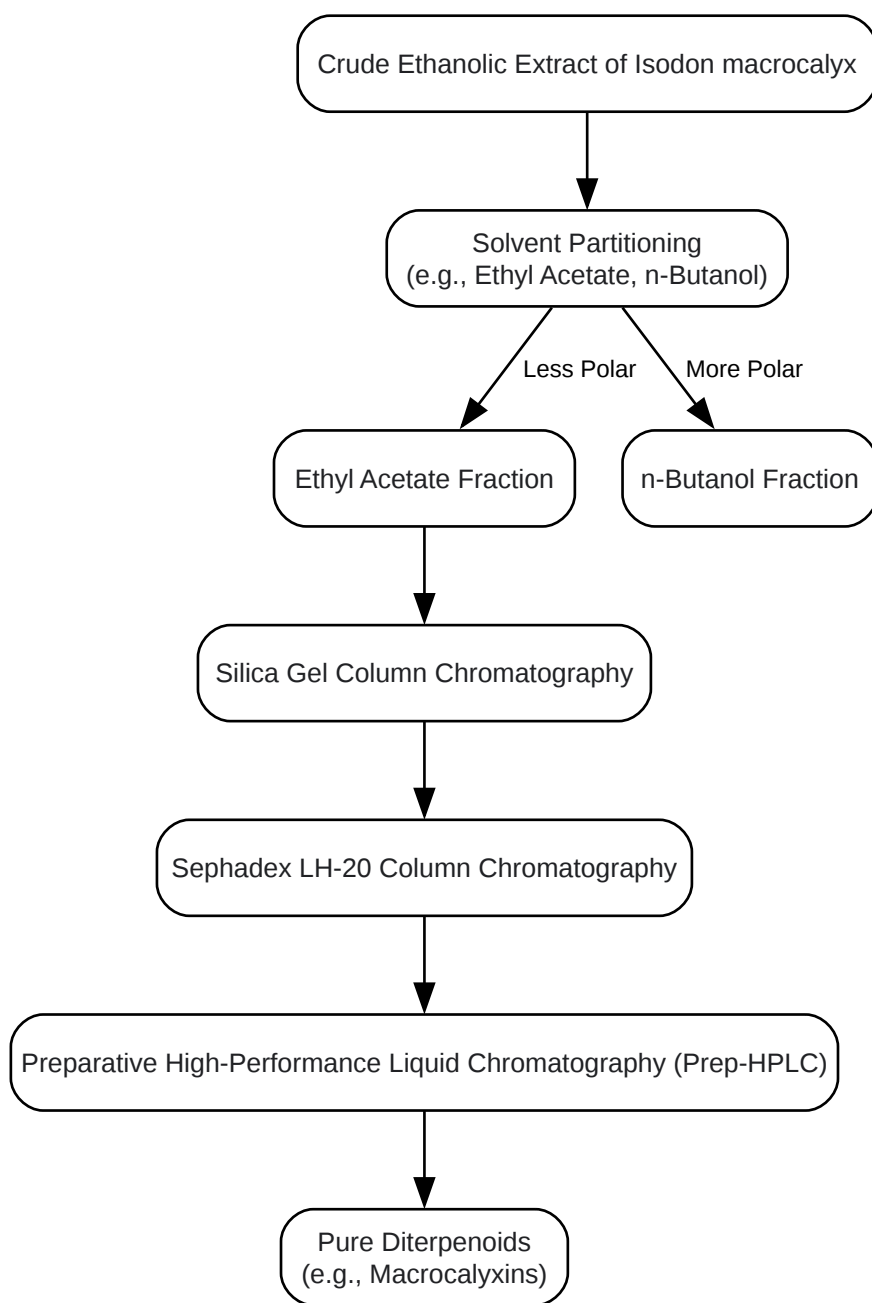 Crude Ethanolic Extract of Isodon macrocalyx
Solvent Partitioning
(e.g., Ethyl Acetate, n-Butanol)
Less Polar
More Polar
Ethyl Acetate Fraction
n-Butanol Fraction
Silica Gel Column Chromatography
Sephadex LH-20 Column Chromatography
Preparative High-Performance Liquid Chromatography (Prep-HPLC)
Pure Diterpenoids
(e.g., Macrocalyxins)